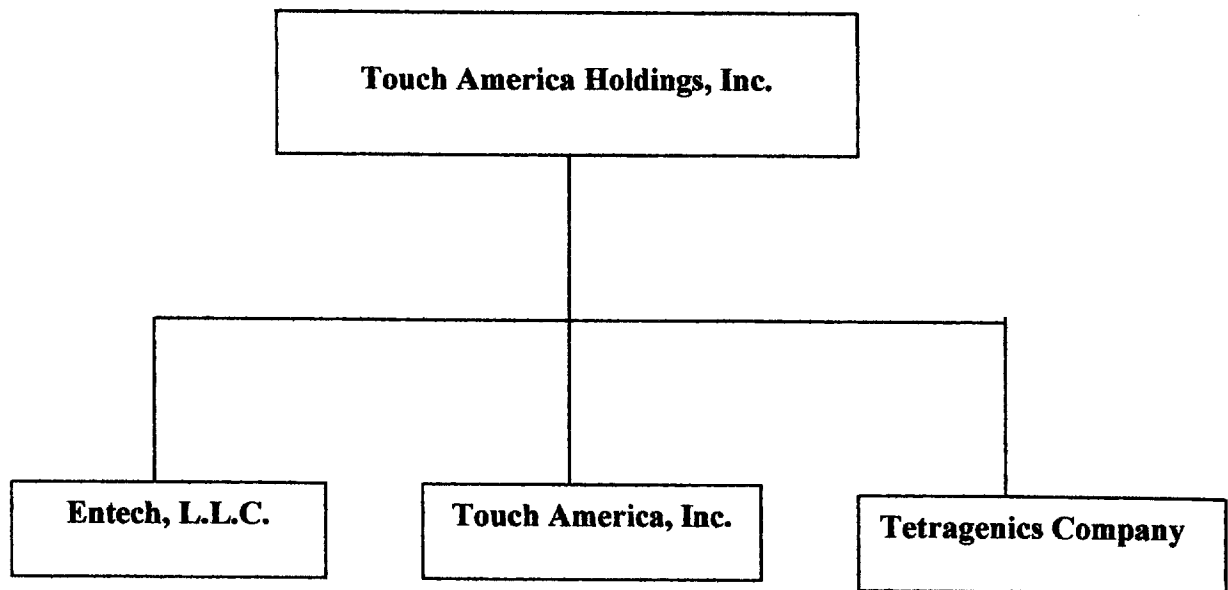 Touch America Holdings, Inc.
Entech, L.L.C.
Touch America, Inc.
Tetragenics Company